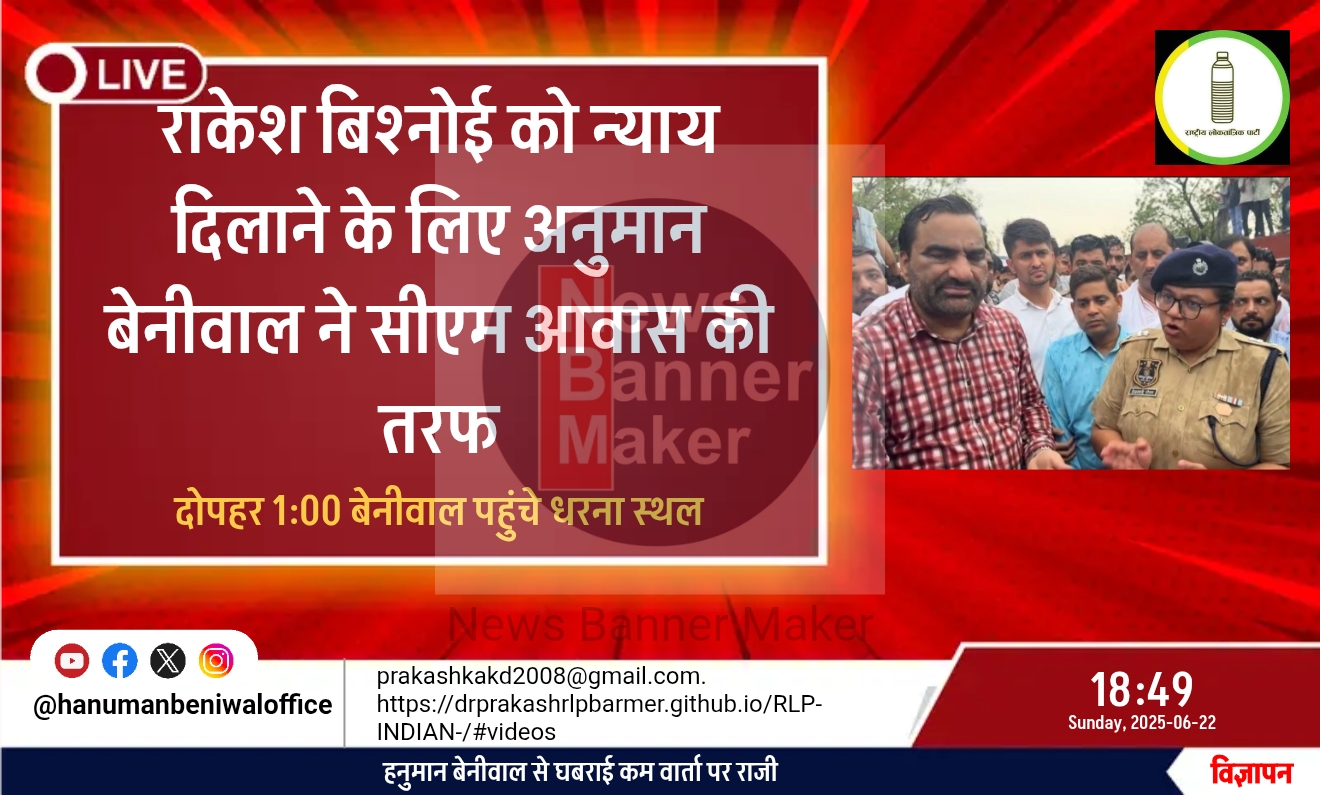 LIVE
राकेश बिश्नोई को न्याय
दिलाने के लिए अनुमान
बेनीवाल ने सीएम आवास की
तरफ
दोपहर 1:00 बेनीवाल पहुंचे धरना स्थल
राष्ट्रीय लोकतांत्रिक पार्टी
News
Banner
Maker
News Banner Maker
@hanumanbeniwaloffice
prakashkakd2008@gmail.com.
https://drprakashrlpbarmer.github.io/RLP-
INDIAN-/#videos
18:49
Sunday, 2025-06-22
हनुमान बेनीवाल से घबराई कम वार्ता पर राजी
विज्ञापन